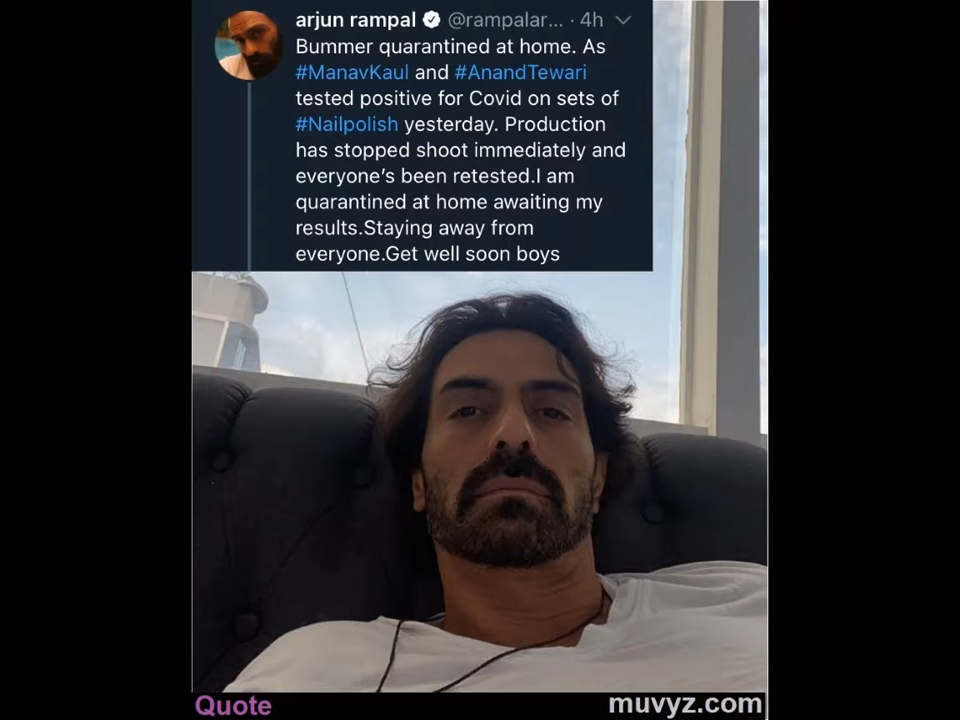 arjun rampal @rampalar... · 4h
Bummer quarantined at home. As
#ManavKaul and #AnandTewari
tested positive for Covid on sets of
#Nailpolish yesterday. Production
has stopped shoot immediately and
everyone’s been retested.I am
quarantined at home awaiting my
results.Staying away from
everyone.Get well soon boys
Quote
muvyz.com